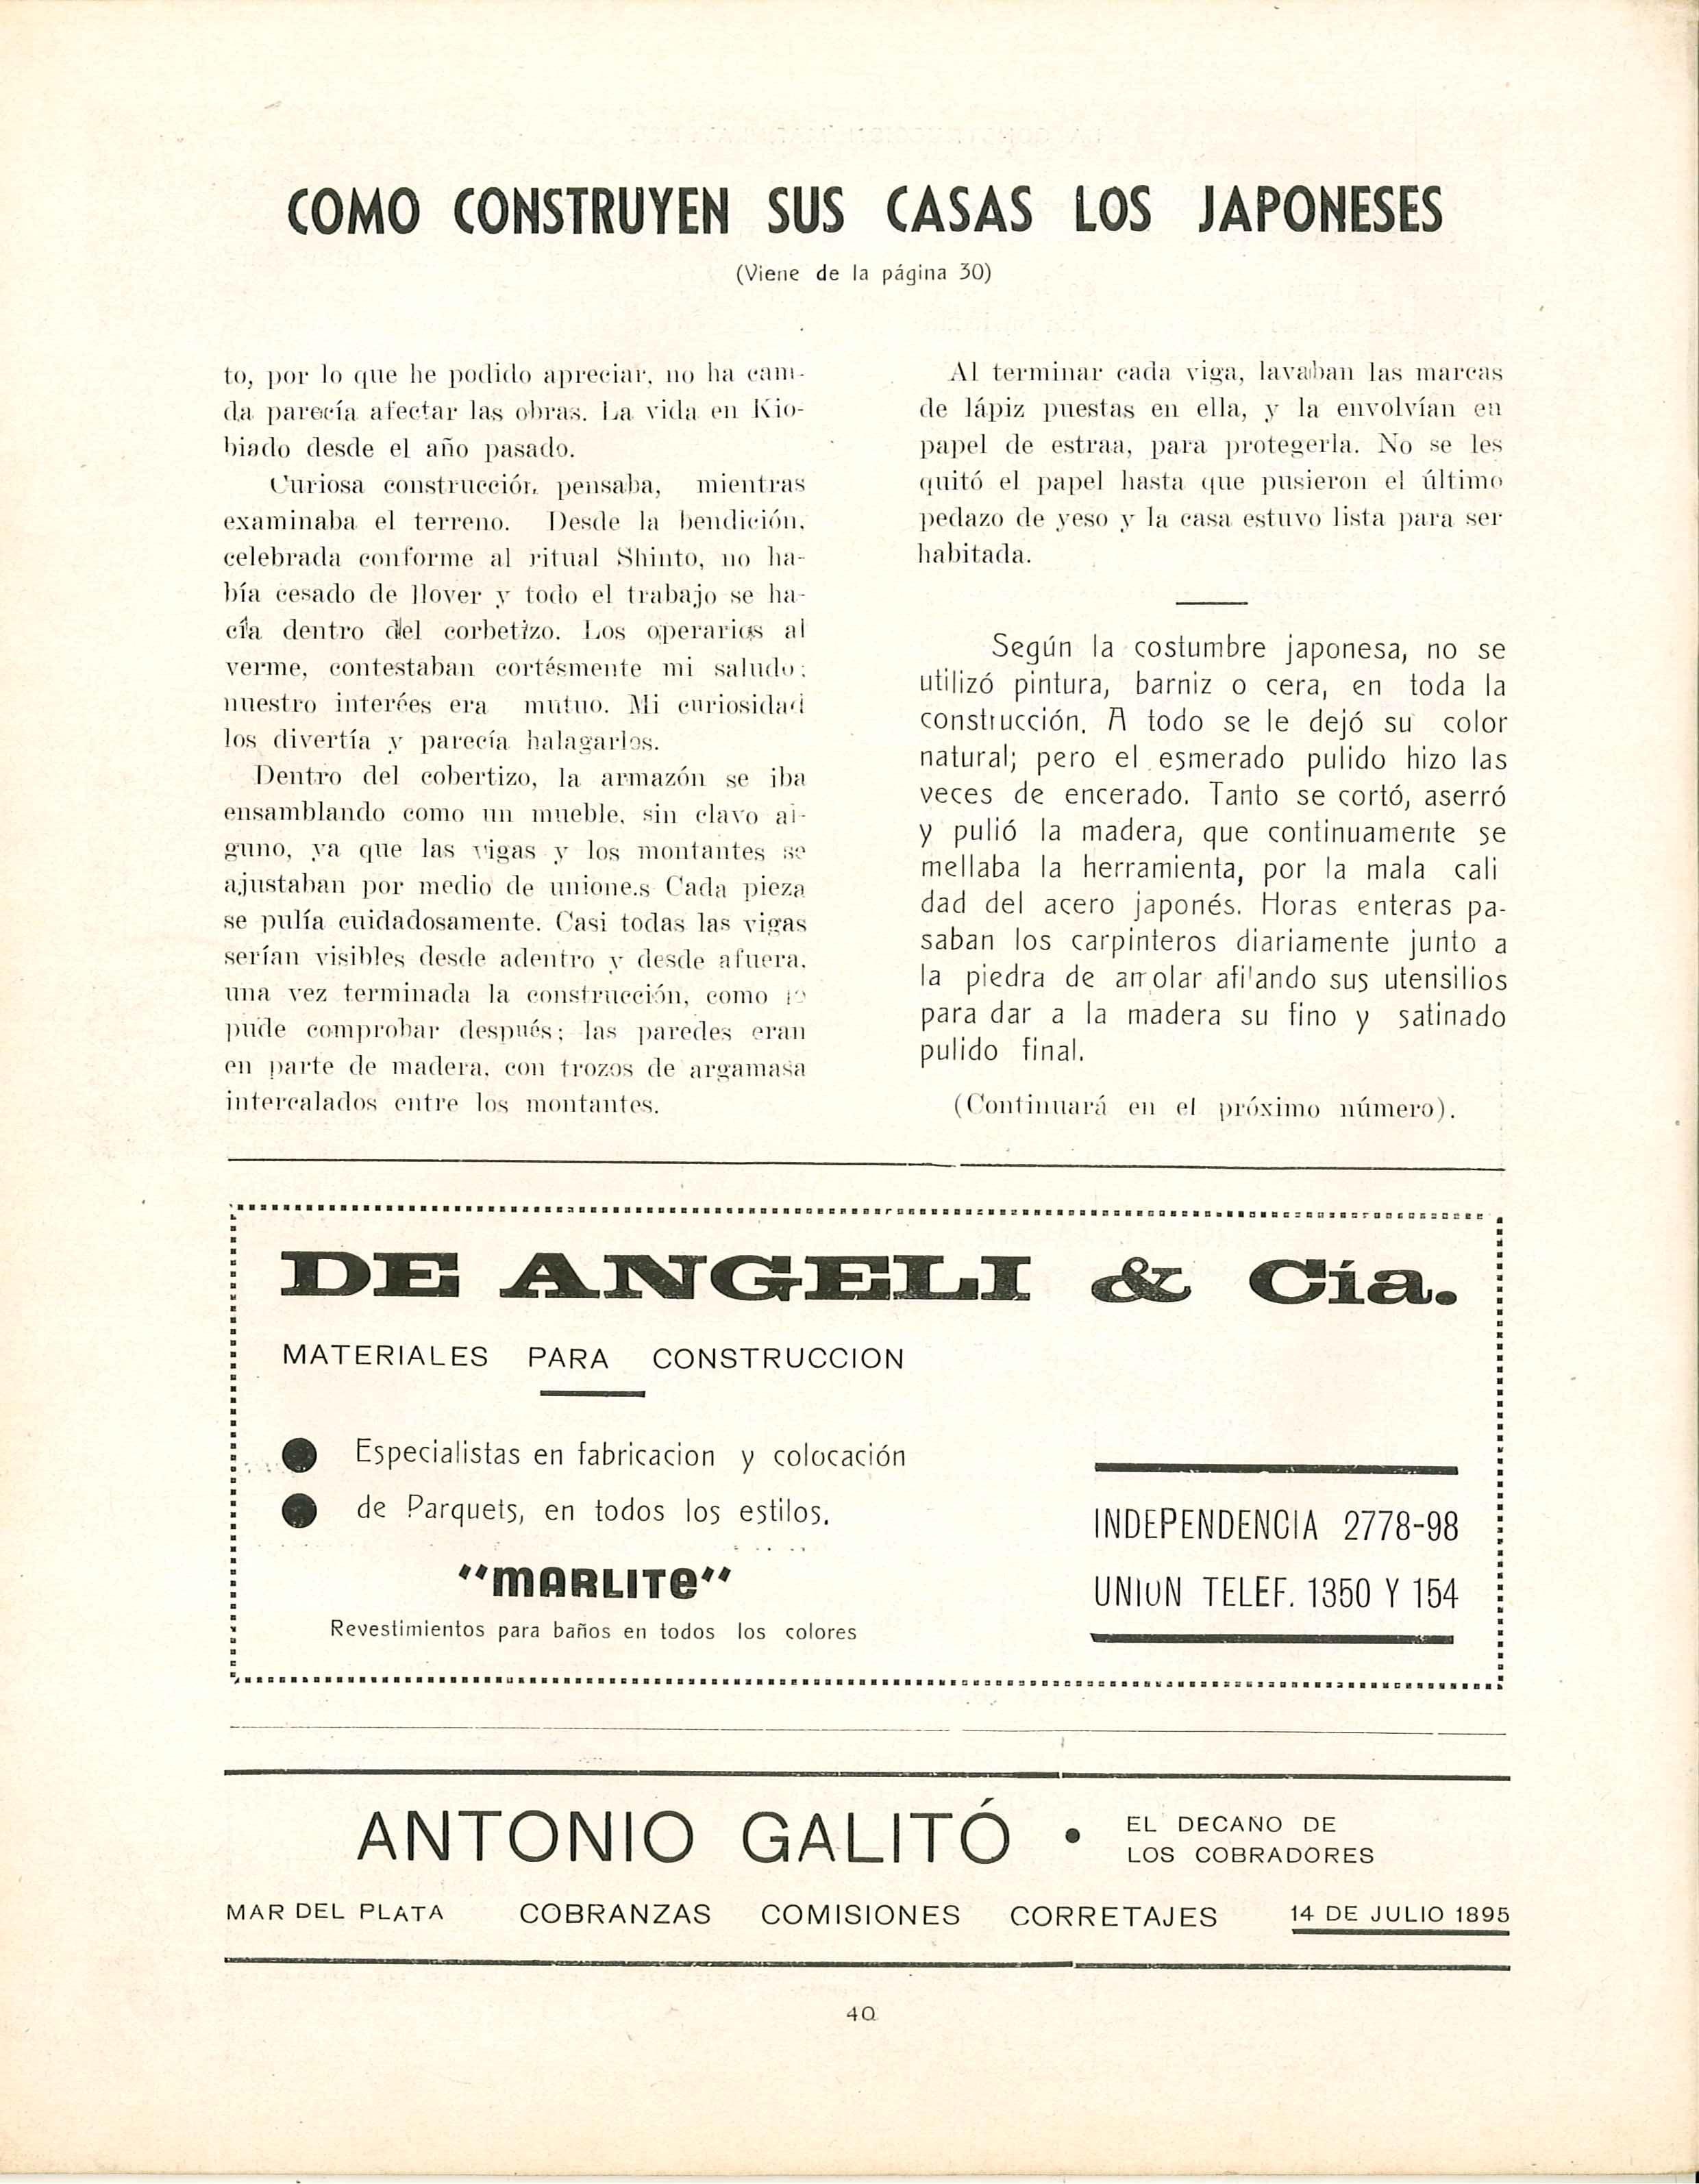 COMO CONSTRUYEN SUS CASAS LOS JAPONESES
(Viene de la página 30)
to, por lo que he podido apreciar, no ha cam-
da parecía afectar las obras. La vida en Kio-
biado desde el año pasado.
Curiosa construcción, pensaba, mientras
examinaba el terreno. Desde la bendición,
celebrada conforme al ritual Shinto, no ha-
bía cesado de llover y todo el trabajo se ha-
cía dentro del corbetizo. Los operarios al
verme, contestaban cortésmente mi saludo;
nuestro interées era mutuo. Mi curiosidad
los divertía y parecía halagarlos.
Dentro del cobertizo, la armazón se iba
ensamblando como un mueble, sin clavo al-
guno, ya que las vigas y los montantes se
ajustaban por medio de unione.s Cada pieza
se pulía cuidadosamente. Casi todas las vigas
serían visibles desde adentro y desde afuera,
una vez terminada la construcción, como lo
pude comprobar después; las paredes eran
en parte de madera, con trozos de argamasa
intercalados entre los montantes.
Al terminar cada viga, lavaban las marcas
de lápiz puestas en ella, y la envolvían en
papel de estraa, para protegerla. No se les
quitó el papel hasta que pusieron el último
pedazo de yeso y la casa estuvo lista para ser
habitada.
Según la costumbre japonesa, no se
utilizó pintura, barniz o cera, en toda la
construcción. A todo se le dejó su color
natural; pero el esmerado pulido hizo las
veces de encerado. Tanto se cortó, aserró
y pulió la madera, que continuamente se
mellaba la herramienta, por la mala cali
dad del acero japonés. Horas enteras pa-
saban los carpinteros diariamente junto a
la piedra de arrolar afilando sus utensilios
para dar a la madera su fino y satinado
pulido final.
(Continuará en el próximo número).
DE ANGELI & Cía.
MATERIALES PARA CONSTRUCCION
Especialistas en fabricacion y colocación
de Parquets, en todos los estilos.
"MARLITE"
Revestimientos para baños en todos los colores
INDEPENDENCIA 2778-98
UNION TELEF. 1350 Y 154
ANTONIO GALITÓ • EL DECANO DE
LOS COBRADORES
MAR DEL PLATA COBRANZAS COMISIONES CORRETAJES 14 DE JULIO 1895
40